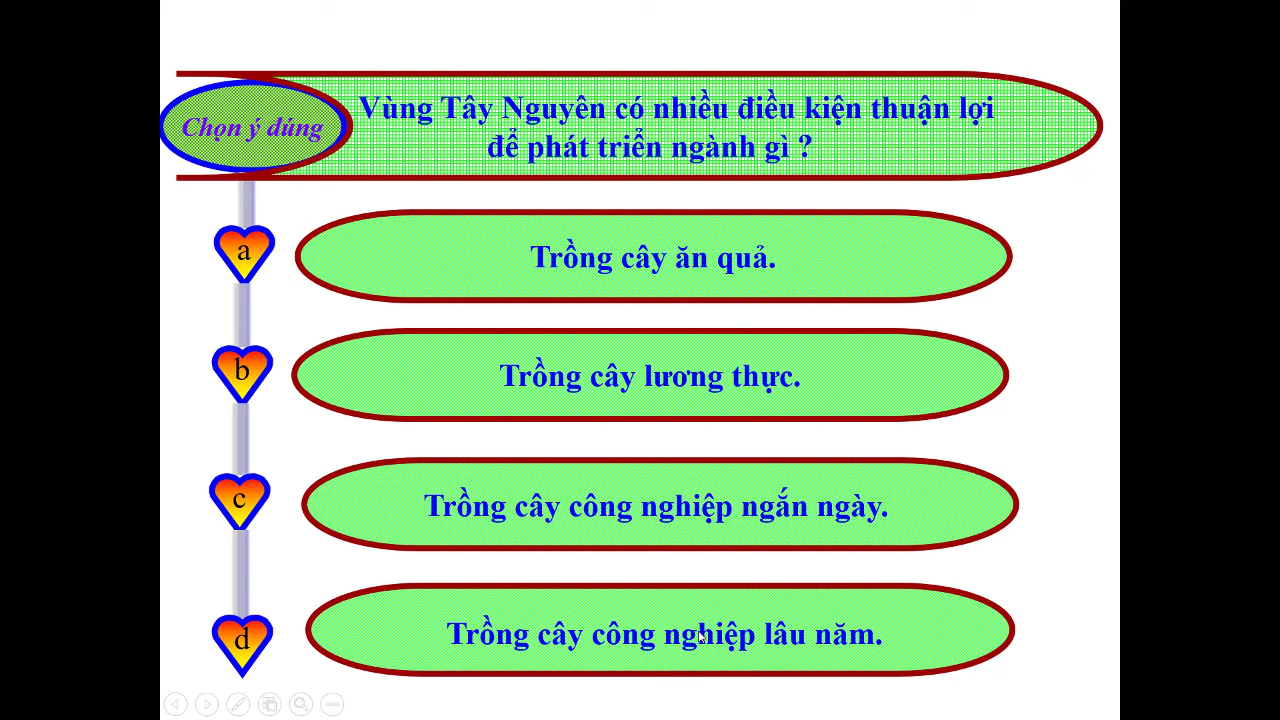 Chọn ý đúng
Vùng Tây Nguyên có nhiều điều kiện thuận lợi
để phát triển ngành gì ?
a
Trồng cây ăn quả.
b
Trồng cây lương thực.
c
Trồng cây công nghiệp ngắn ngày.
d
Trồng cây công nghiệp lâu năm.